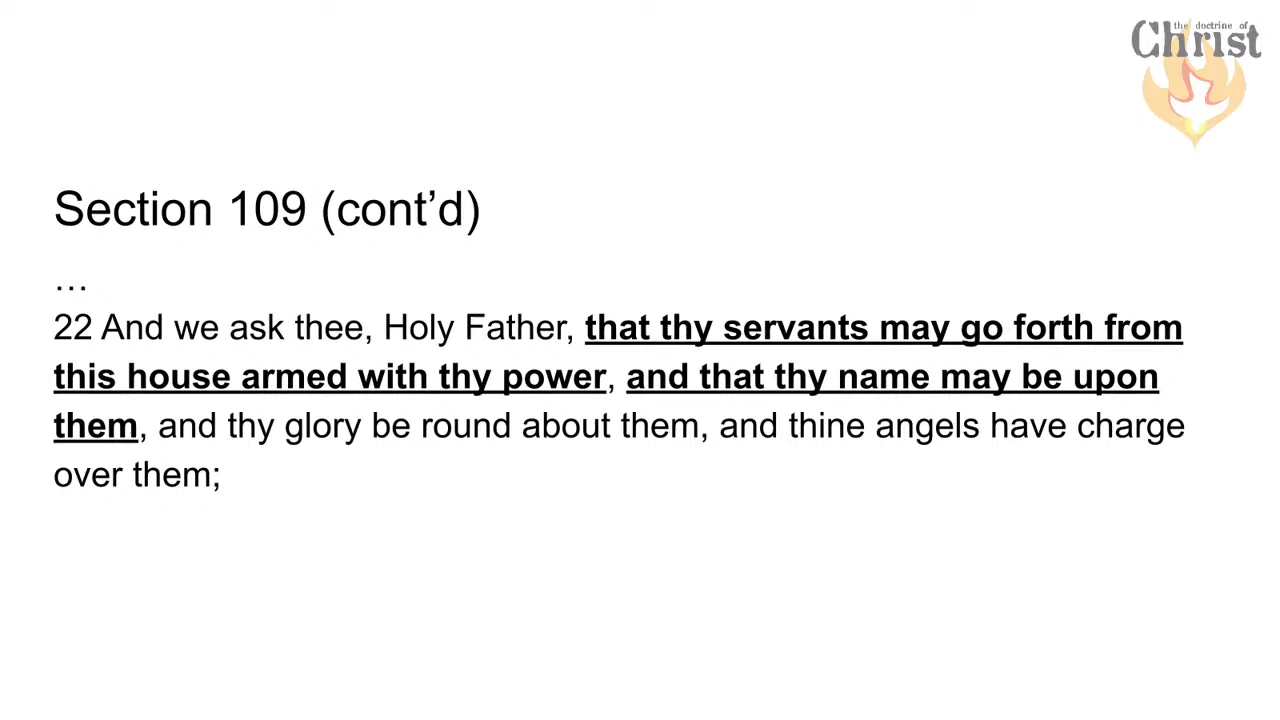 the doctrine of
Christ
Section 109 (cont’d)
…
22 And we ask thee, Holy Father, that thy servants may go forth from
this house armed with thy power, and that thy name may be upon
them, and thy glory be round about them, and thine angels have charge
over them;